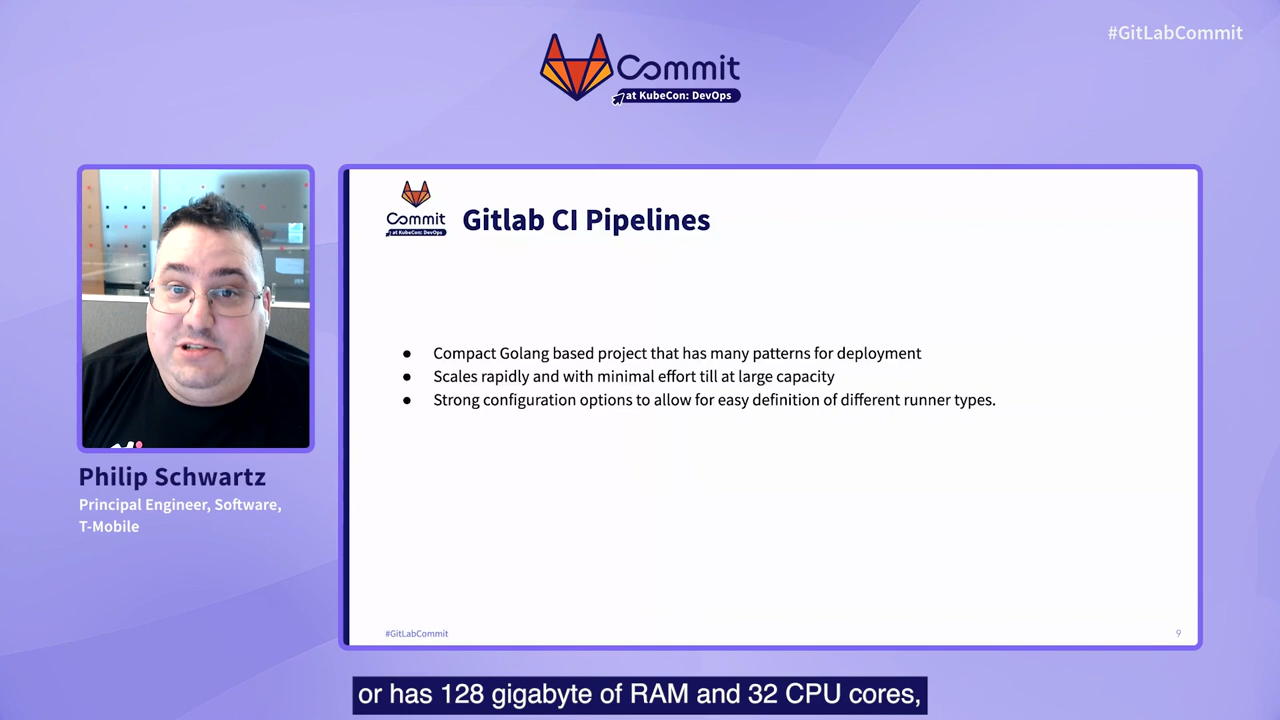 #GitLabCommit
Commit
at KubeCon: DevOps
Commit
at KubeCon: DevOps
Gitlab CI Pipelines
● Compact Golang based project that has many patterns for deployment
● Scales rapidly and with minimal effort till at large capacity
● Strong configuration options to allow for easy definition of different runner types.
#GitLabCommit
9
Philip Schwartz
Principal Engineer, Software,
T-Mobile
or has 128 gigabyte of RAM and 32 CPU cores,